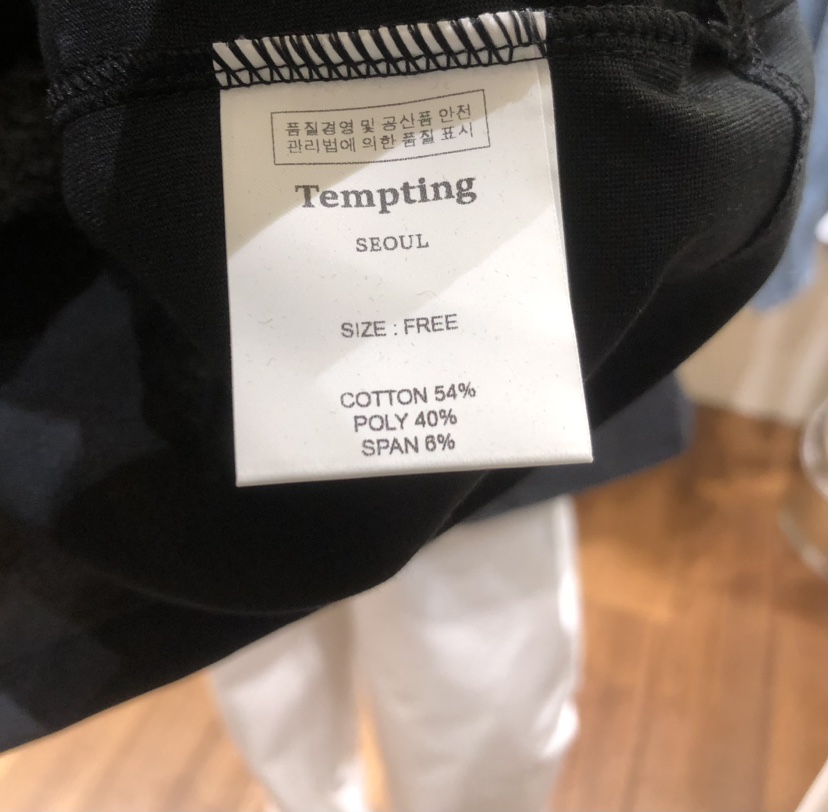 품질경영 및 공산품 안전
관리법에 의한 품질 표시
Tempting
SEOUL
SIZE : FREE
COTTON 54%
POLY 40%
SPAN 6%